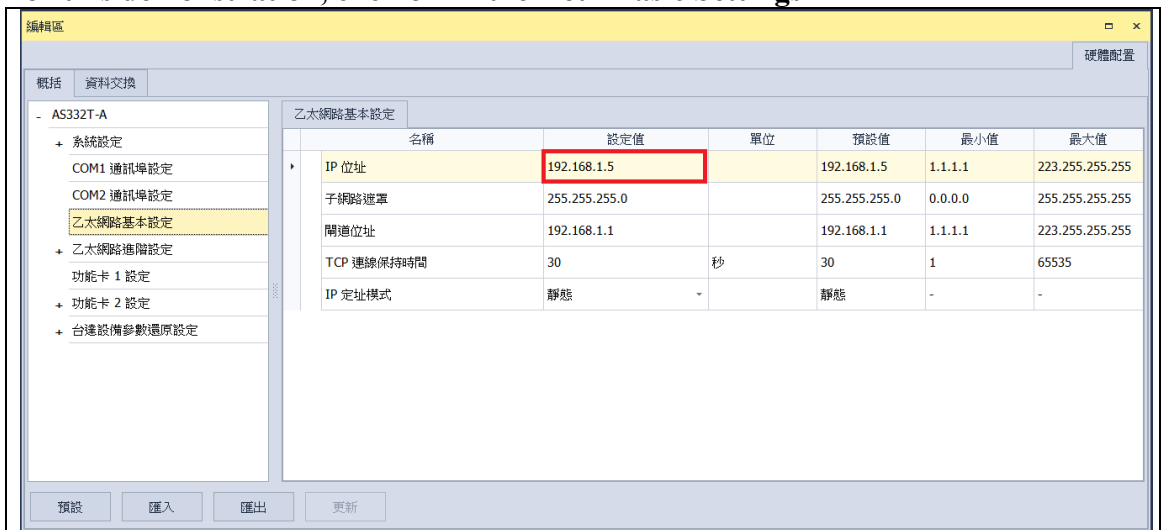 編輯區
硬體配置
概括 資料交換
- AS332T-A
+ 系統設定
COM1 通訊埠設定
COM2 通訊埠設定
乙太網路基本設定
+ 乙太網路進階設定
功能卡 1 設定
+ 功能卡 2 設定
+ 台達設備參數還原設定
乙太網路基本設定
名稱 設定值 單位 預設值 最小值 最大值
IP 位址 192.168.1.5 192.168.1.5 1.1.1.1 223.255.255.255
子網路遮罩 255.255.255.0 255.255.255.0 0.0.0.0 255.255.255.255
閘道位址 192.168.1.1 192.168.1.1 1.1.1.1 223.255.255.255
TCP 連線保持時間 30 秒 30 1 65535
IP 定址模式 靜態 靜態 - -
預設 匯入 匯出 更新